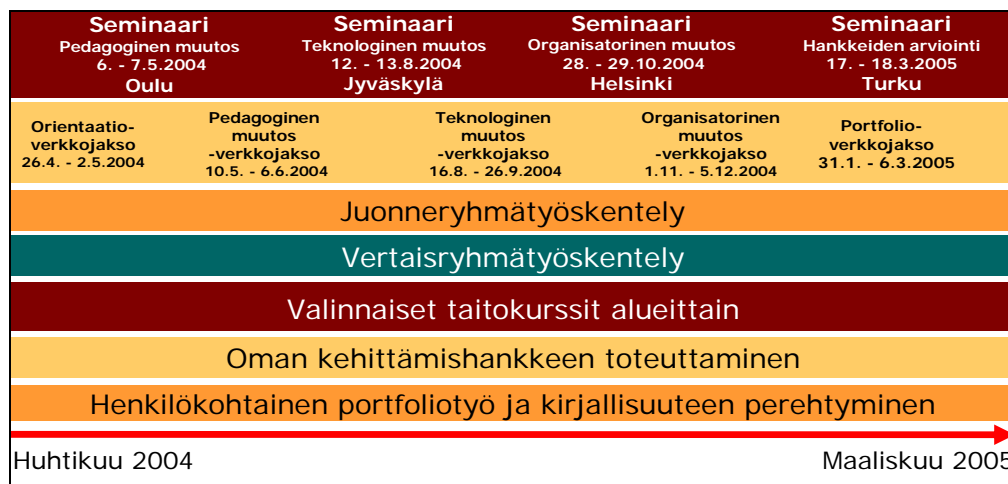 Seminaari
Pedagoginen muutos
6. - 7.5.2004
Oulu
Seminaari
Teknologinen muutos
12. - 13.8.2004
Jyväskylä
Seminaari
Organisatorinen muutos
28. - 29.10.2004
Helsinki
Seminaari
Hankkeiden arviointi
17. - 18.3.2005
Turku
Orientaatio-
verkkojakso
26.4. - 2.5.2004
Pedagoginen
muutos
-verkkojakso
10.5. - 6.6.2004
Teknologinen
muutos
-verkkojakso
16.8. - 26.9.2004
Organisatorinen
muutos
-verkkojakso
1.11. - 5.12.2004
Portfolio-
verkkojakso
31.1. - 6.3.2005
Juonneryhmätyöskentely
Vertaisryhmätyöskentely
Valinnaiset taitokurssit alueittain
Oman kehittämishankkeen toteuttaminen
Henkilökohtainen portfoliotyö ja kirjallisuuteen perehtyminen
Huhtikuu 2004
Maaliskuu 2005